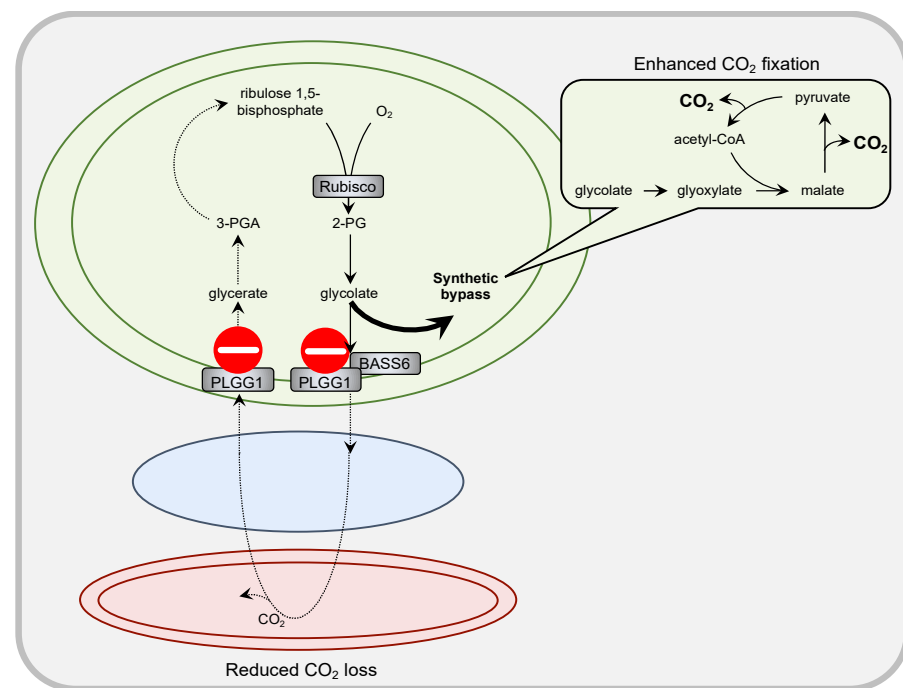 Enhanced CO₂ fixation
ribulose 1,5-
bisphosphate
O₂
CO₂
pyruvate
acetyl-CoA
CO₂
glycolate
glyoxylate
malate
Rubisco
3-PGA
2-PG
Synthetic
bypass
glycerate
glycolate
BASS6
PLGG1
PLGG1
CO₂
Reduced CO₂ loss